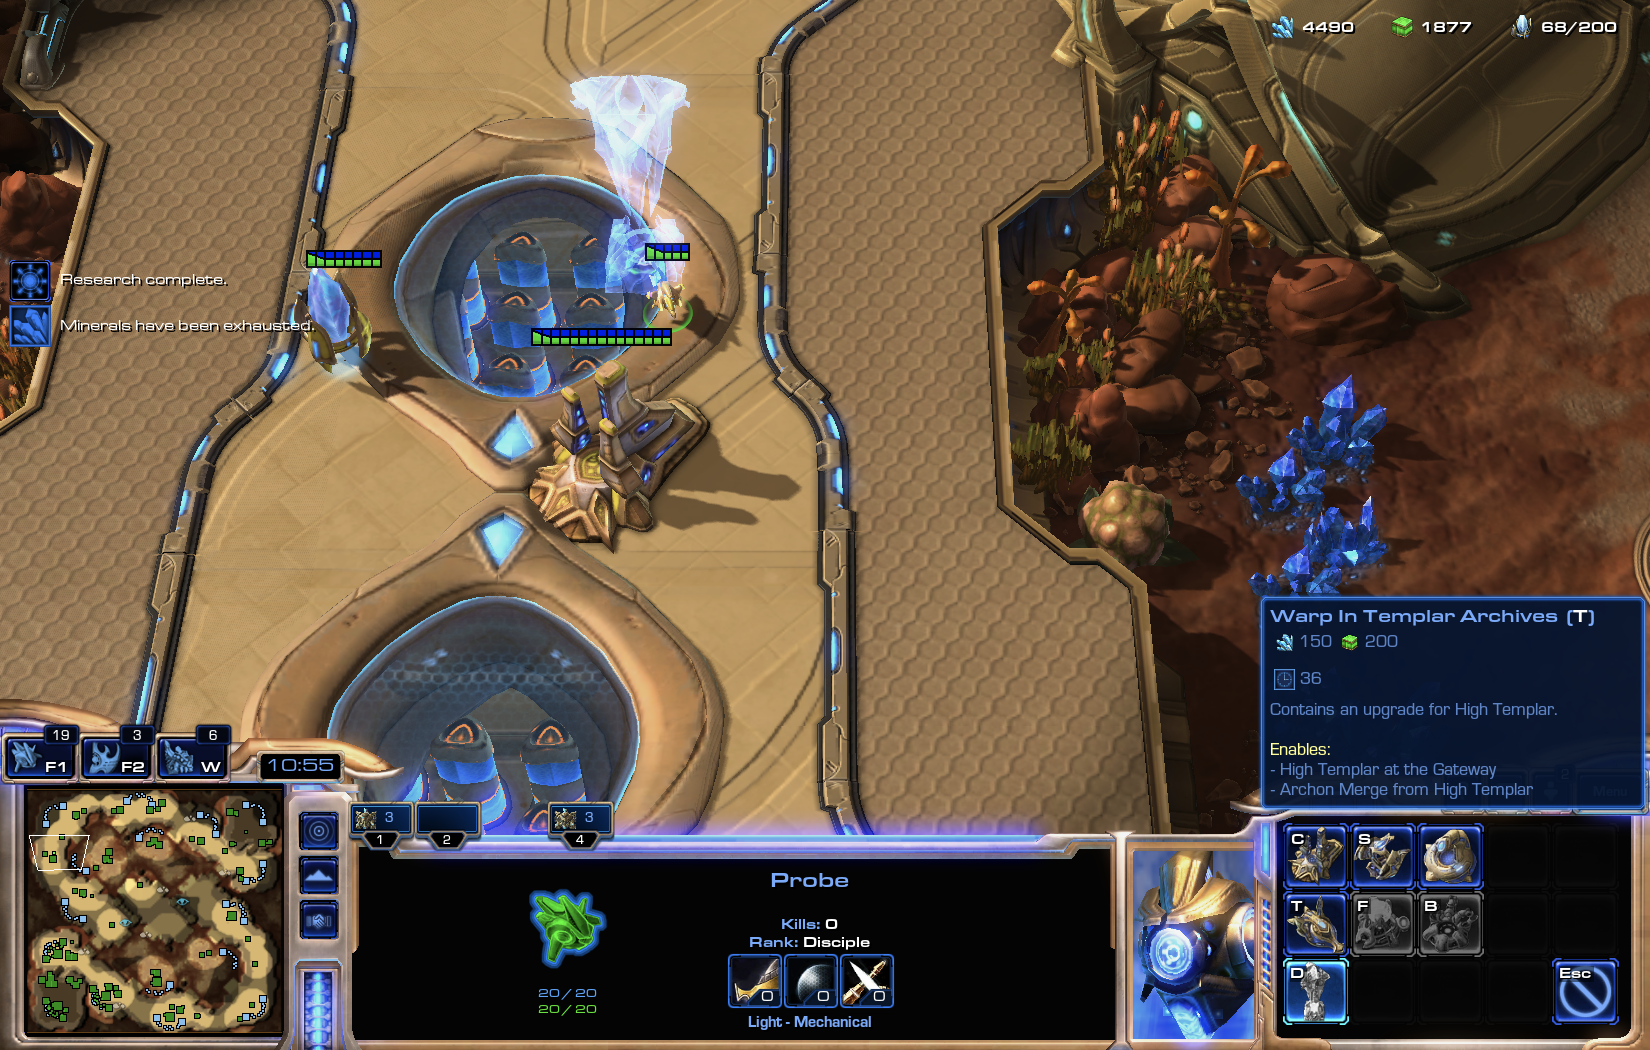 4490 1877 68/200
Research complete.
Minerals have been exhausted.
Warp In Templar Archives (T)
150 200
36
Contains an upgrade for High Templar.
Enables:
- High Templar at the Gateway
- Archon Merge from High Templar
19 3 6
F1 F2 W
10:55
3 3
1 2 4
Probe
Kills: 0
Rank: Disciple
0 0 0
20/20
20/20
Light - Mechanical
C S
T F B
D Esc